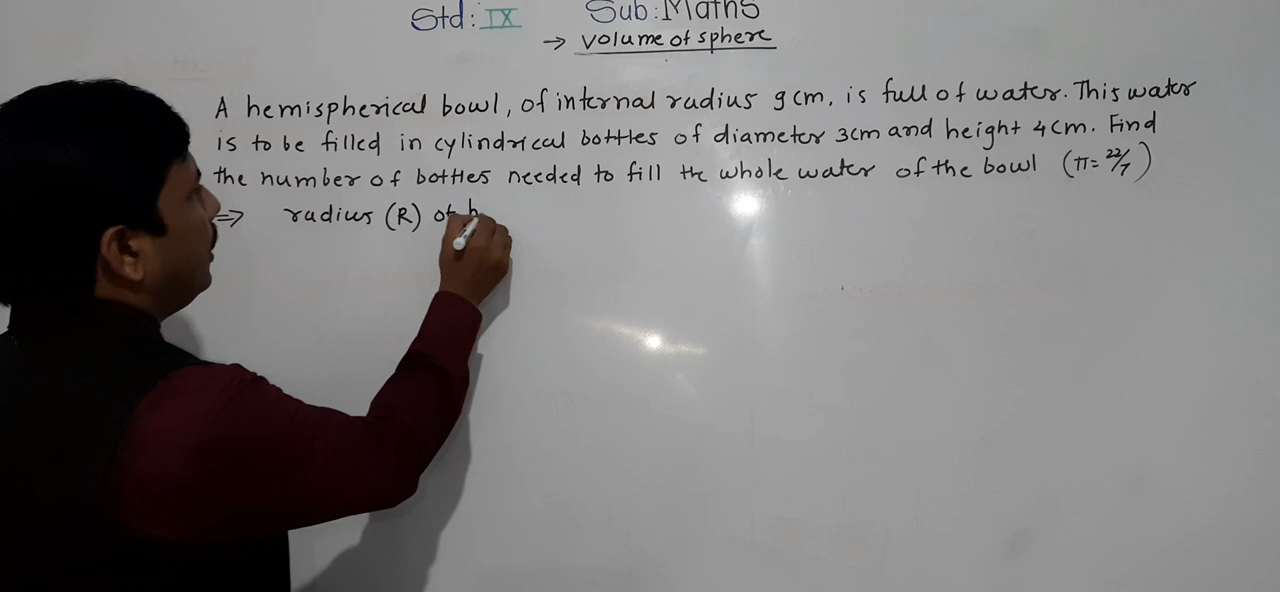 Std: IX Sub: Maths
→ volume of sphere
A hemispherical bowl, of internal radius 9cm, is full of water. This water
is to be filled in cylindrical bottles of diameter 3cm and height 4cm. Find
the number of bottles needed to fill the whole water of the bowl (π= 22/7)
⇒ radius (R) of b